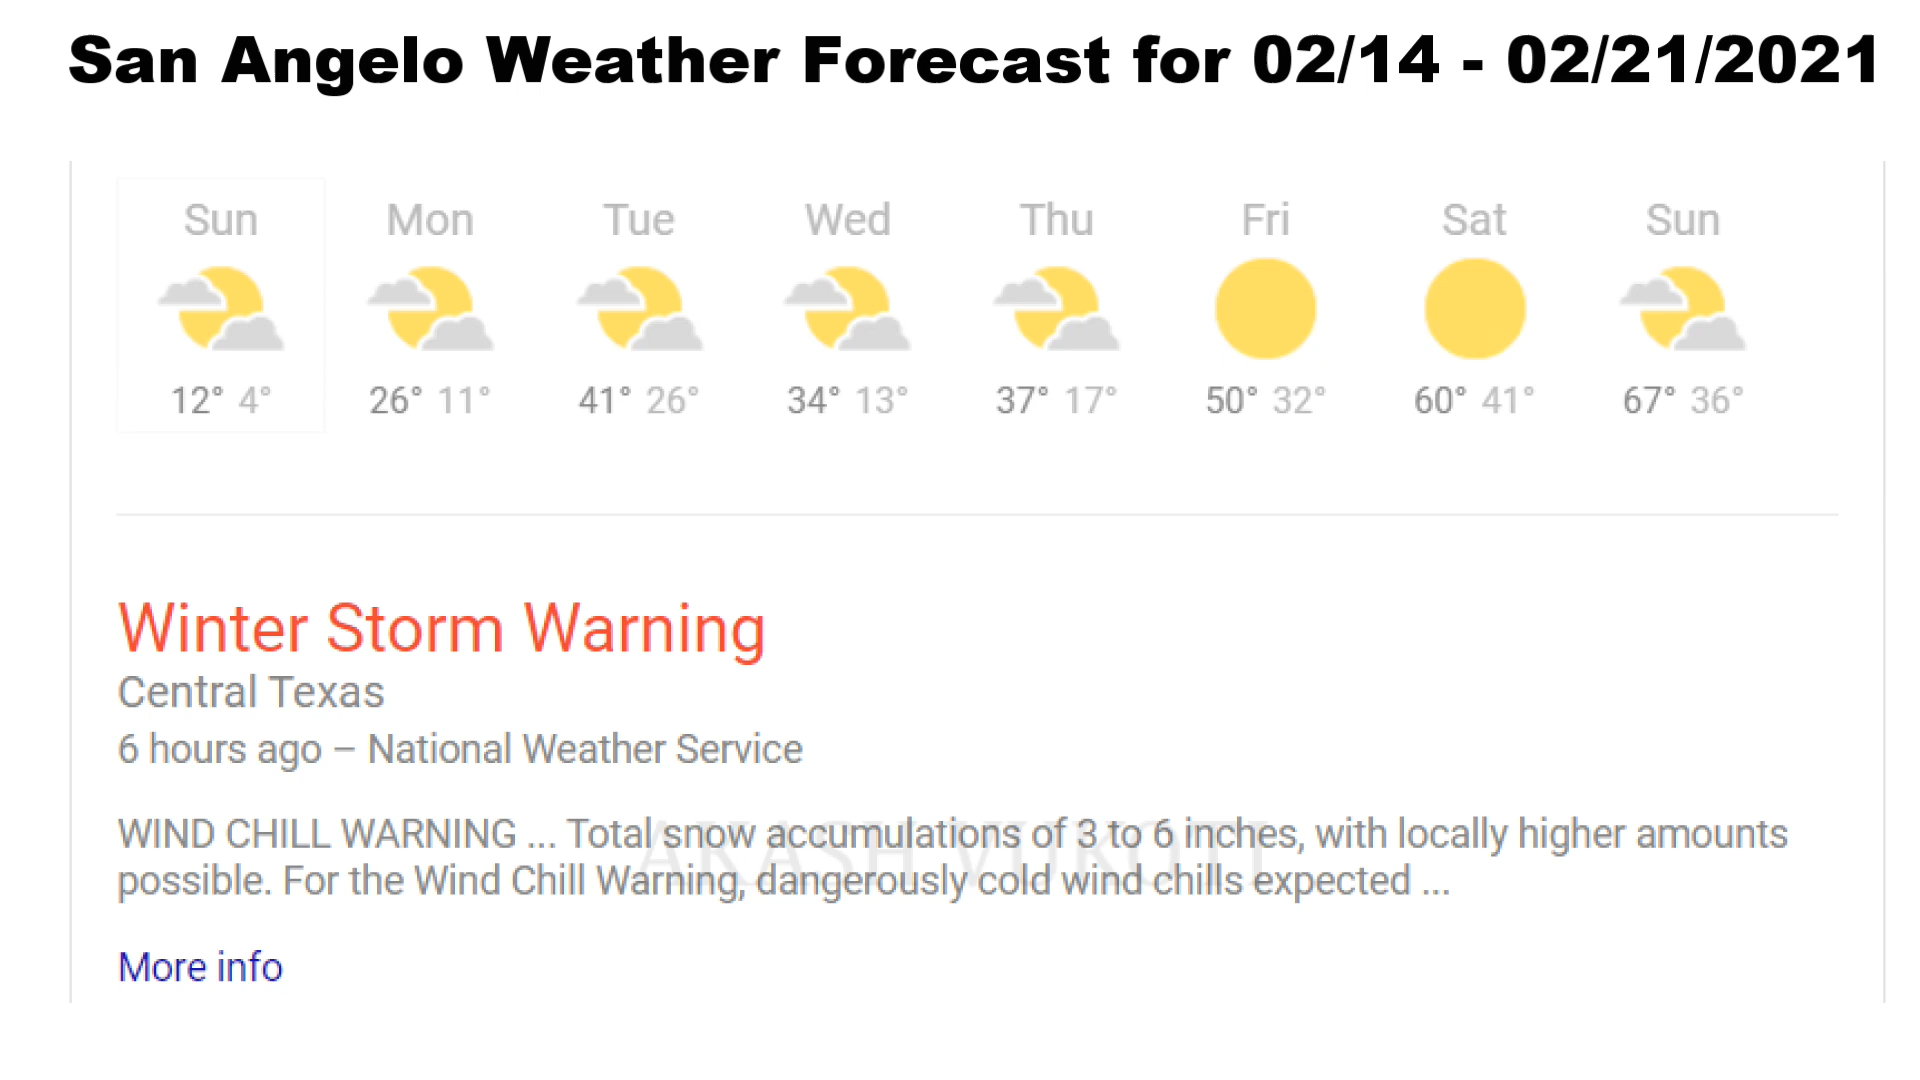 San Angelo Weather Forecast for 02/14 - 02/21/2021
Sun Mon Tue Wed Thu Fri Sat Sun
12° 4° 26° 11° 41° 26° 34° 13° 37° 17° 50° 32° 60° 41° 67° 36°
Winter Storm Warning
Central Texas
6 hours ago – National Weather Service
WIND CHILL WARNING ... Total snow accumulations of 3 to 6 inches, with locally higher amounts
possible. For the Wind Chill Warning, dangerously cold wind chills expected ...
AKASH VUKOTI
More info